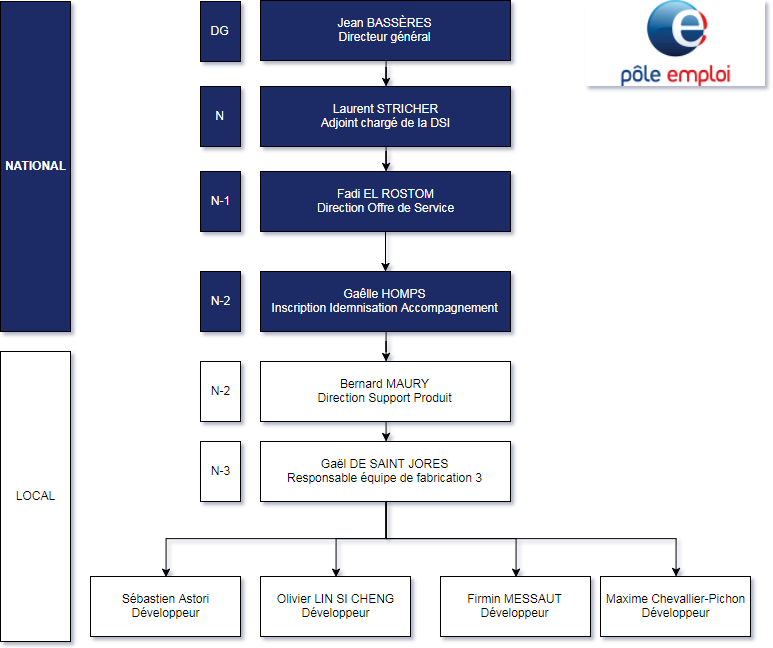 DG
Jean BASSÈRES
Directeur général
pôle emploi
N
Laurent STRICHER
Adjoint chargé de la DSI
NATIONAL
N-1
Fadi EL ROSTOM
Direction Offre de Service
N-2
Gaëlle HOMPS
Inscription Idemnisation Accompagnement
N-2
Bernard MAURY
Direction Support Produit
N-3
Gaël DE SAINT JORES
Responsable équipe de fabrication 3
LOCAL
Sébastien Astori
Développeur
Olivier LIN SI CHENG
Développeur
Firmin MESSAUT
Développeur
Maxime Chevallier-Pichon
Développeur